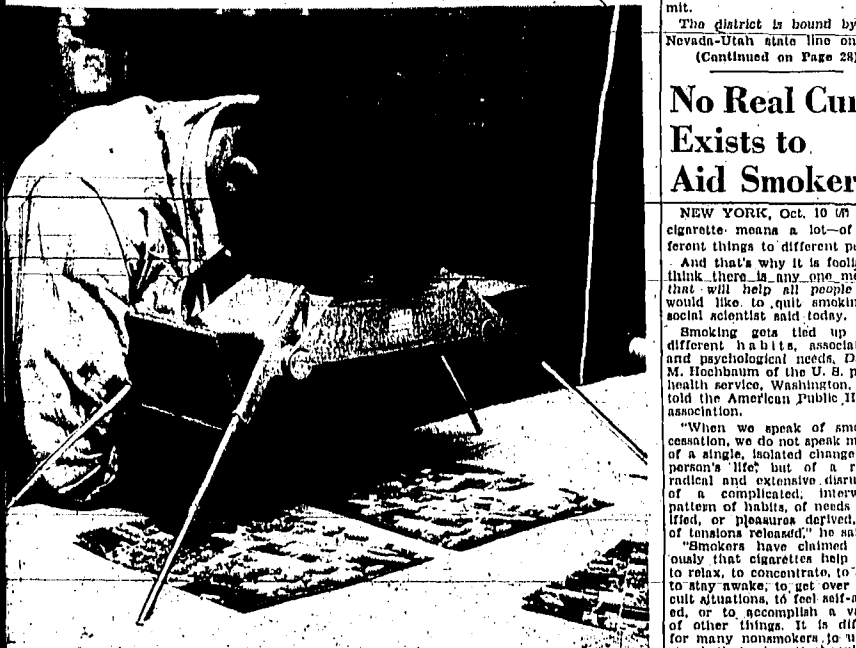 mit.
The district is bound by
Nevada-Utah state line on
(Continued on Page 28)
No Real Cur
Exists to
Aid Smoker
NEW YORK, Oct. 10 (AP)
cigarette means a lot—of
ferent things to different pe
And that's why it is fooli
think there is any one me
that will help all people
would like to quit smokin
social scientist said today.
Smoking gets tied up
different habits, associat
and psychological needs, D
M. Hochbaum of the U. S. p
health service, Washington,
told the American Public H
association.
"When we speak of smo
cessation, we do not speak m
of a single, isolated change
person's life, but of a r
radical and extensive disru
of a complicated, interw
pattern of habits, of needs
ified, or pleasures derived,
of tensions released," he sai
"Smokers have claimed
ously that cigarettes help
to relax, to concentrate, to
to stay awake, to get over
cult situations, to feel self-a
ed, or to accomplish a va
of other things. It is dif
for many nonsmokers to u